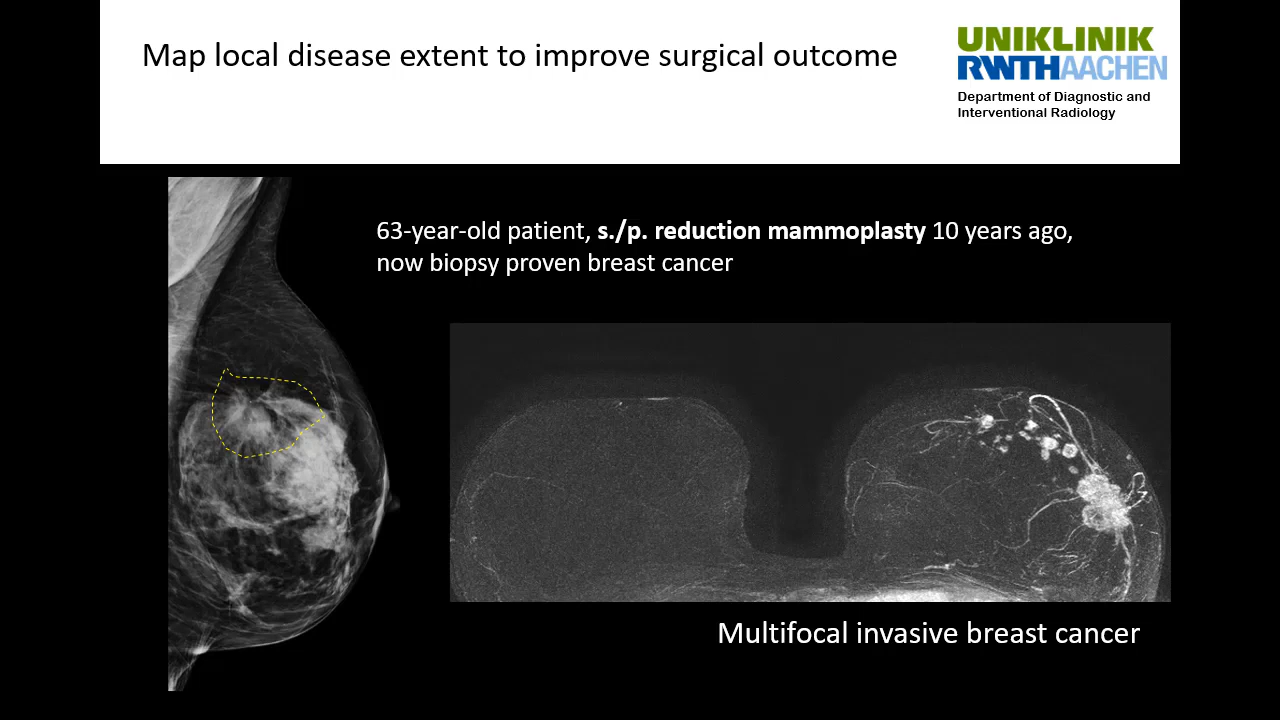 Map local disease extent to improve surgical outcome
UNIKLINIK
RWTHAACHEN
Department of Diagnostic and
Interventional Radiology
63-year-old patient, s./p. reduction mammoplasty 10 years ago,
now biopsy proven breast cancer
Multifocal invasive breast cancer